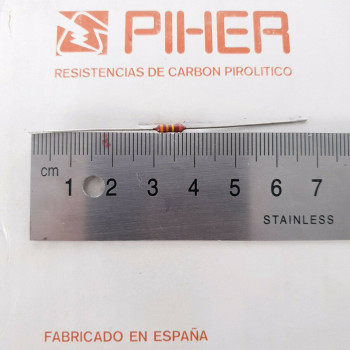 PIHER
RESISTENCIAS DE CARBON PIROLITICO
cm 1 2 3 4 5 6 7
STAINLESS
FABRICADO EN ESPAÑA